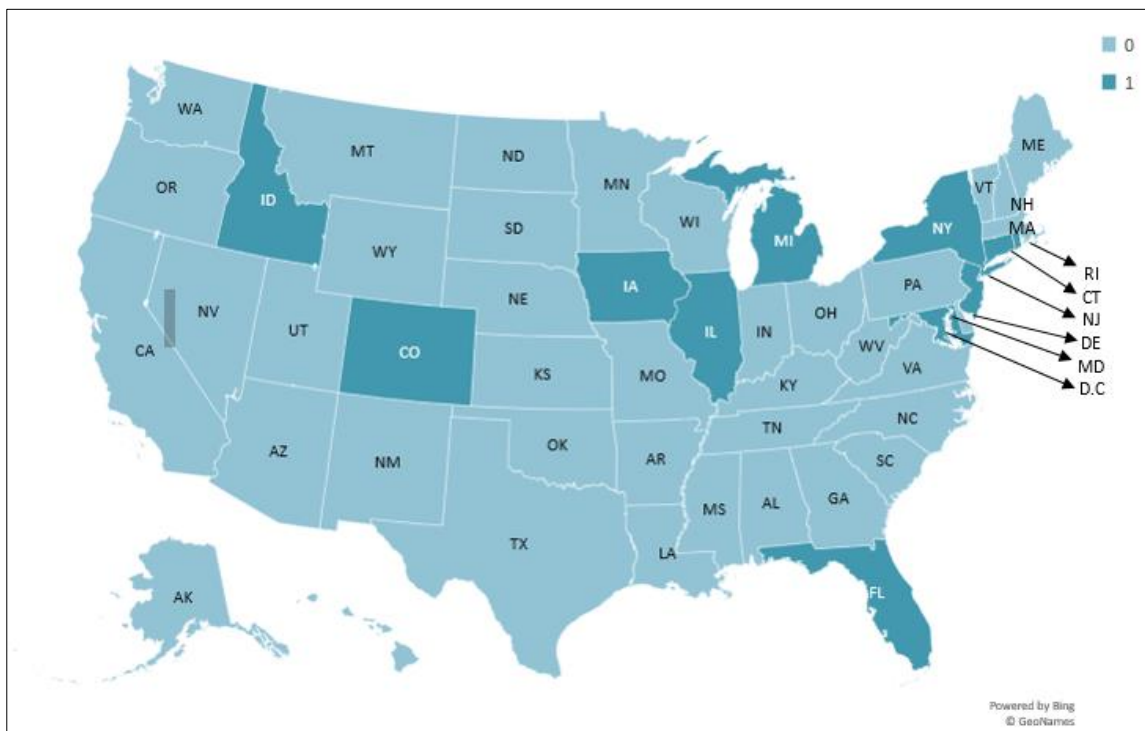 0
1
WA
MT
ND
MN
ME
VT
NH
OR
ID
SD
WI
MI
NY
MA
WY
RI
IA
NE
PA
CT
NV
UT
CO
IL
IN
OH
NJ
CA
KS
MO
WV
VA
DE
MD
KY
D.C
TN
NC
AZ
NM
OK
AR
SC
MS
AL
GA
TX
LA
AK
FL
Powered by Bing
© GeoNames